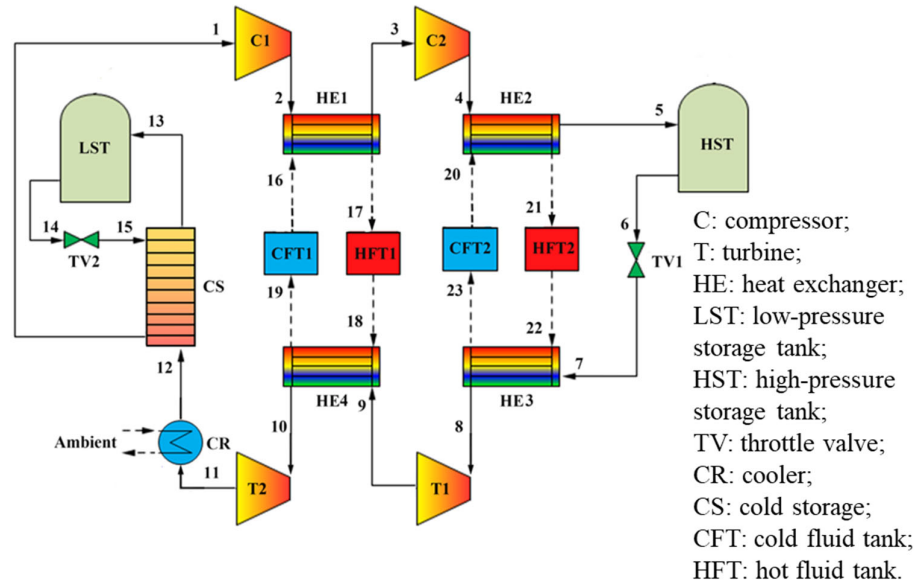 1
C1
3
C2
2
HE1
4
HE2
5
13
LST
HST
16
17
20
21
6
14
15
TV2
CS
CFT1
HFT1
CFT2
HFT2
TV1
19
18
23
22
7
12
HE4
9
HE3
Ambient
CR
10
8
11
T2
T1
C: compressor;
T: turbine;
HE: heat exchanger;
LST: low-pressure
storage tank;
HST: high-pressure
storage tank;
TV: throttle valve;
CR: cooler;
CS: cold storage;
CFT: cold fluid tank;
HFT: hot fluid tank.